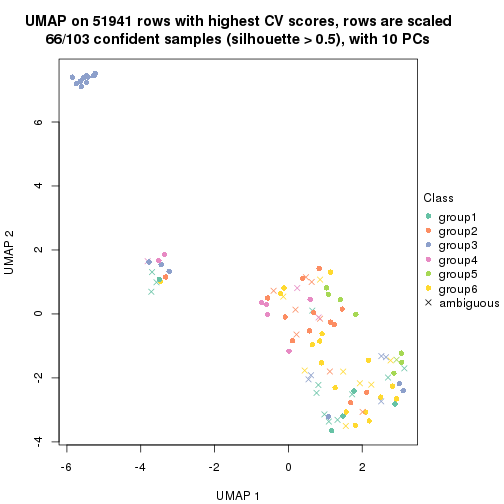 UMAP on 51941 rows with highest CV scores, rows are scaled
66/103 confident samples (silhouette > 0.5), with 10 PCs
UMAP 2
6
4
2
0
-2
-4
-6
-4
-2
0
2
UMAP 1
Class
group1
group2
group3
group4
group5
group6
ambiguous